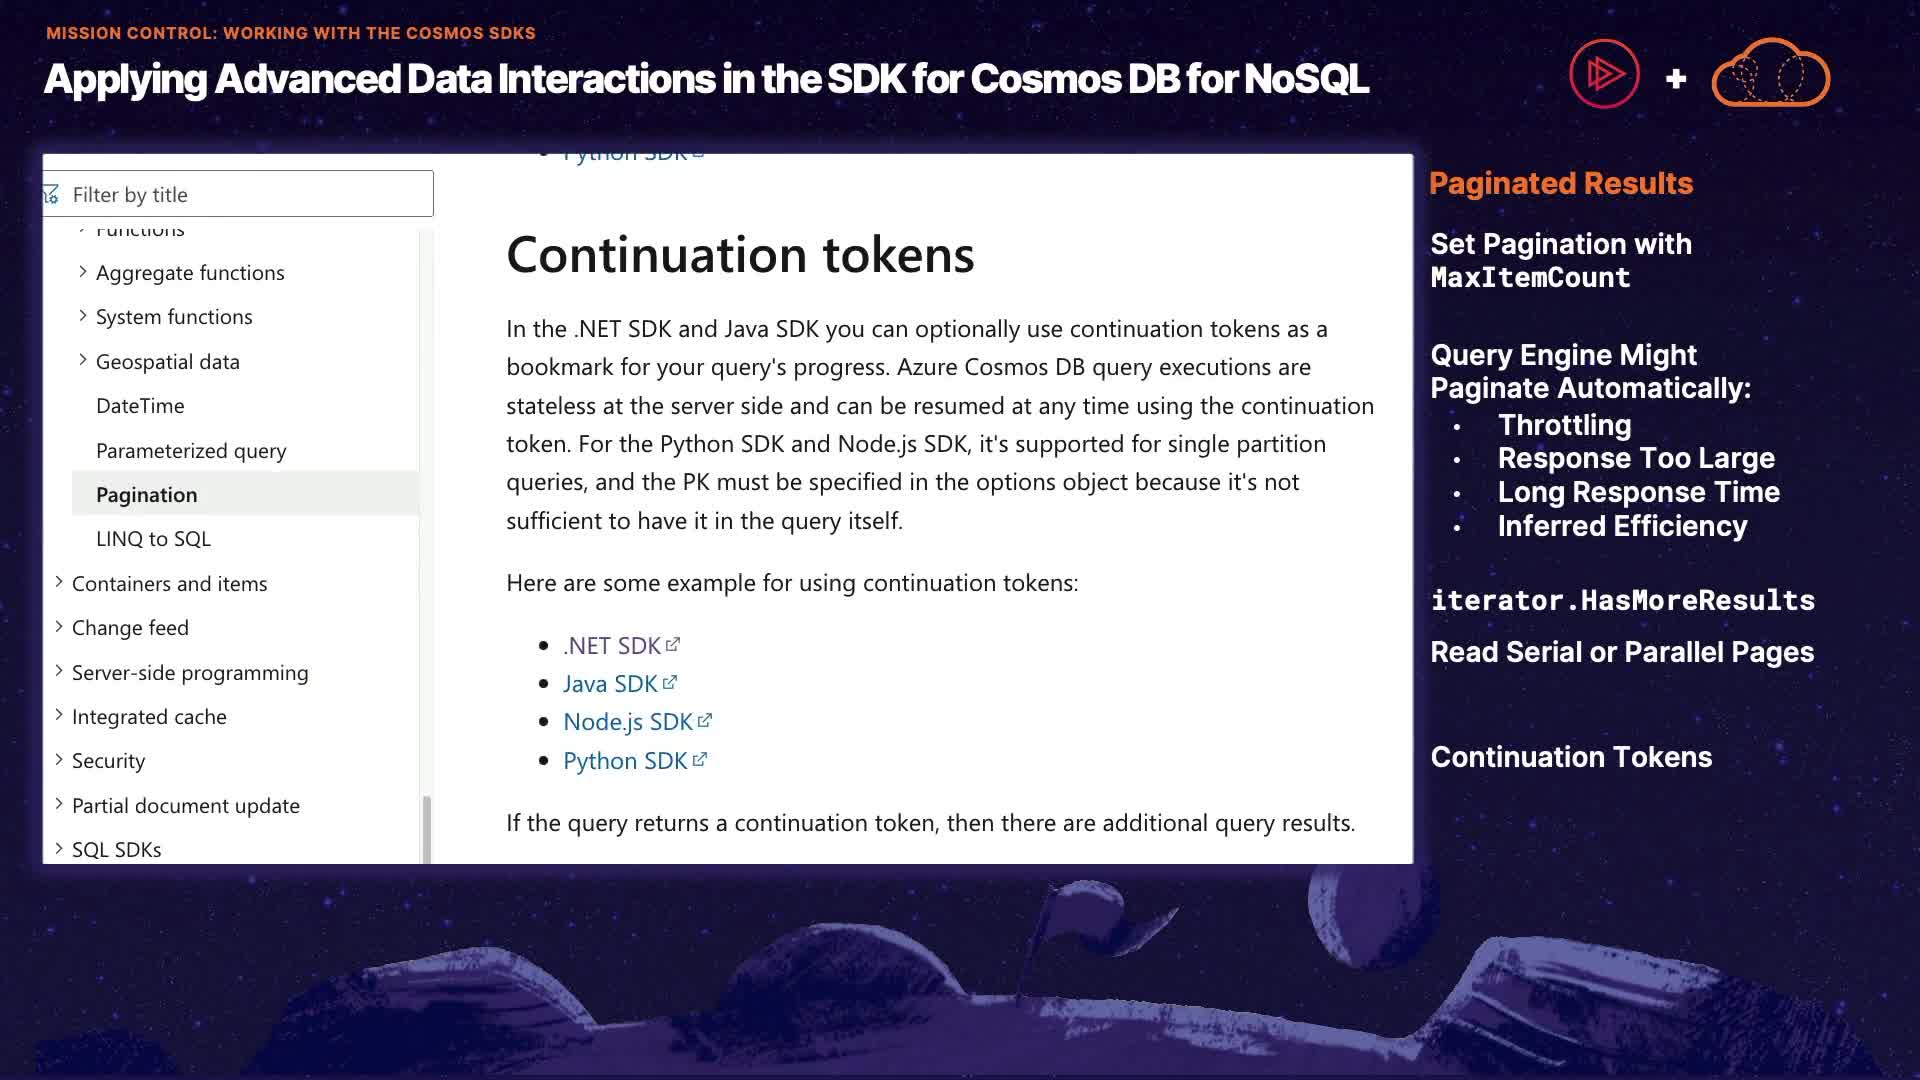 MISSION CONTROL: WORKING WITH THE COSMOS SDKS
Applying Advanced Data Interactions in the SDK for Cosmos DB for NoSQL
+
Filter by title
Functions
Aggregate functions
System functions
Geospatial data
DateTime
Parameterized query
Pagination
LINQ to SQL
Containers and items
Change feed
Server-side programming
Integrated cache
Security
Partial document update
SQL SDKs
Python SDK
Continuation tokens
In the .NET SDK and Java SDK you can optionally use continuation tokens as a
bookmark for your query's progress. Azure Cosmos DB query executions are
stateless at the server side and can be resumed at any time using the continuation
token. For the Python SDK and Node.js SDK, it's supported for single partition
queries, and the PK must be specified in the options object because it's not
sufficient to have it in the query itself.
Here are some example for using continuation tokens:
• .NET SDK
• Java SDK
• Node.js SDK
• Python SDK
If the query returns a continuation token, then there are additional query results.
Paginated Results
Set Pagination with
MaxItemCount
Query Engine Might
Paginate Automatically:
• Throttling
• Response Too Large
• Long Response Time
• Inferred Efficiency
iterator.HasMoreResults
Read Serial or Parallel Pages
Continuation Tokens